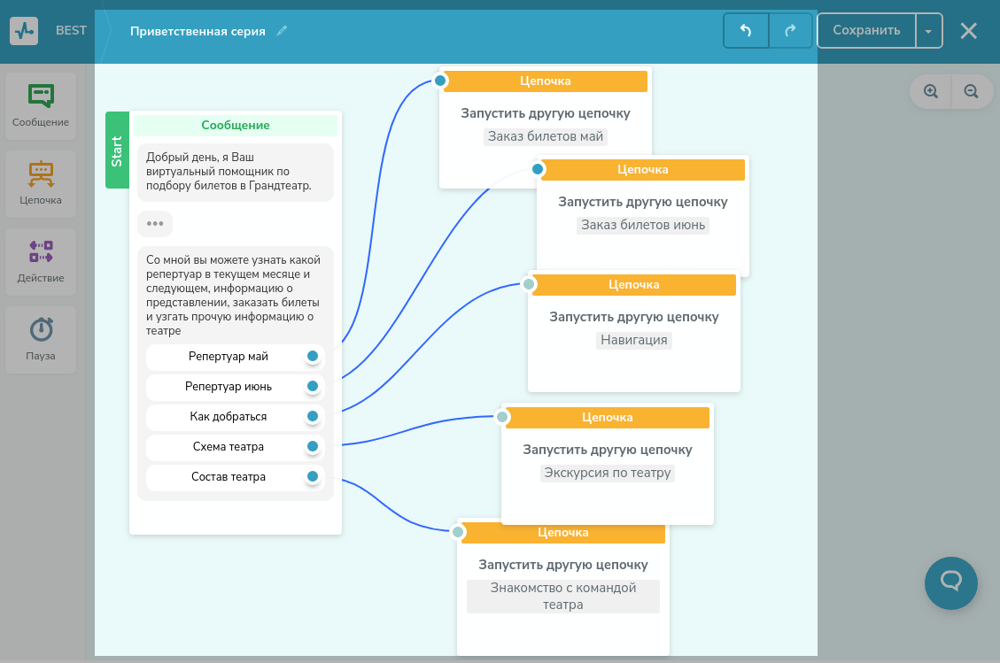 BEST
Приветственная серия
Сохранить
Сообщение
Цепочка
Действие
Пауза
Start
Сообщение
Добрый день, я Ваш
виртуальный помощник по
подбору билетов в Грандтеатр.
•••
Со мной вы можете узнать какой
репертуар в текущем месяце и
следующем, информацию о
представлении, заказать билеты
и узгать прочую информацию о
театре
Репертуар май
Репертуар июнь
Как добраться
Схема театра
Состав театра
Цепочка
Запустить другую цепочку
Заказ билетов май
Цепочка
Запустить другую цепочку
Заказ билетов июнь
Цепочка
Запустить другую цепочку
Навигация
Цепочка
Запустить другую цепочку
Экскурсия по театру
Цепочка
Запустить другую цепочку
Знакомство с командой
театра